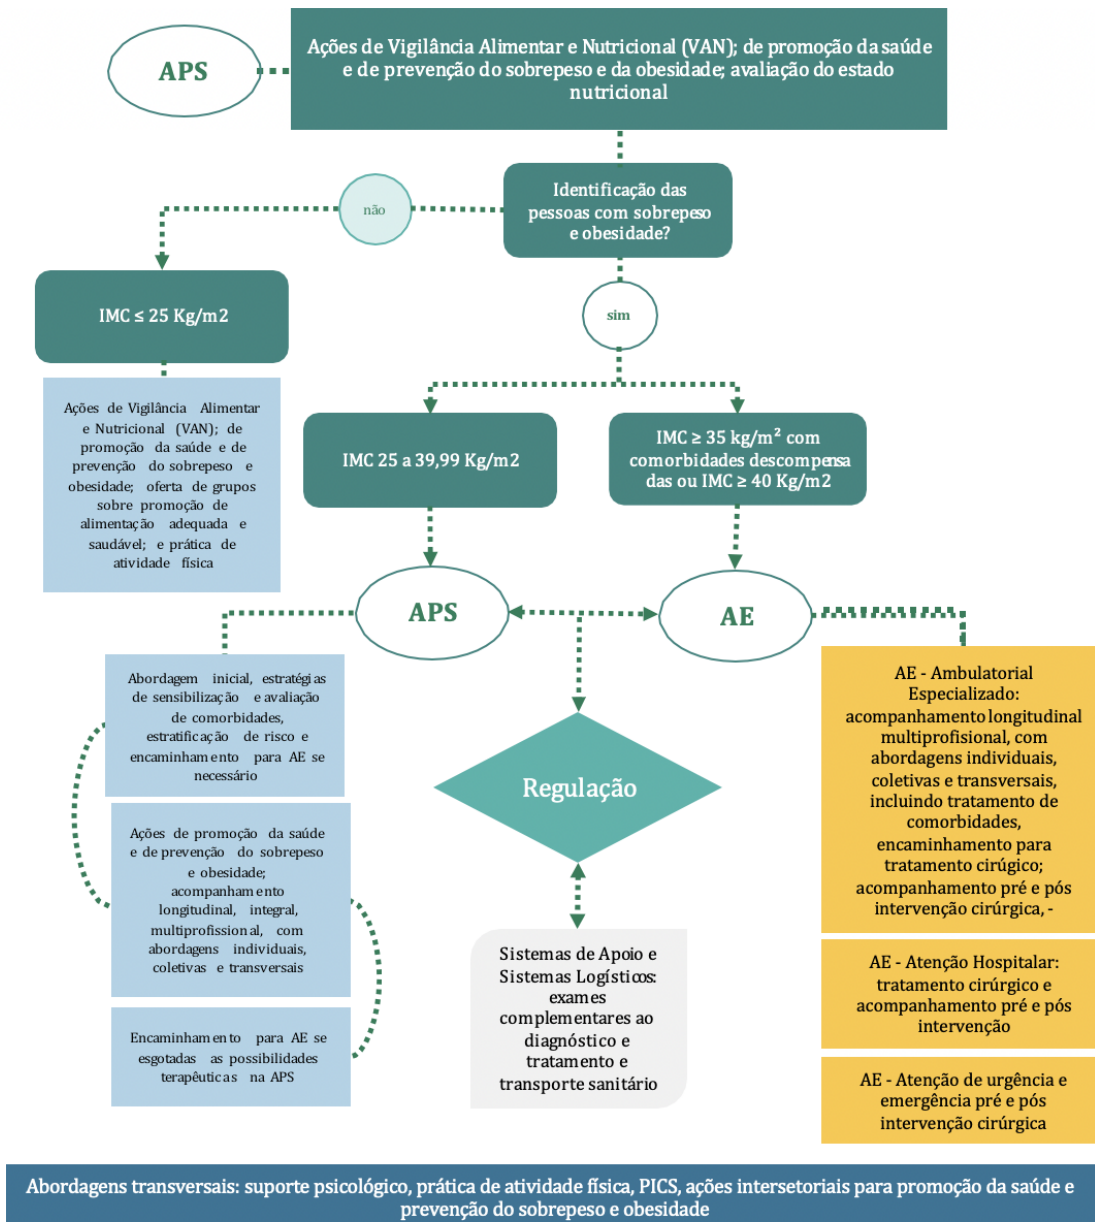 APS
Ações de Vigilância Alimentar e Nutricional (VAN); de promoção da saúde
e de prevenção do sobrepeso e da obesidade; avaliação do estado
nutricional
Identificação das
pessoas com sobrepeso
e obesidade?
não
IMC ≤ 25 Kg/m2
sim
Ações de Vigilância Alimentar
e Nutricional (VAN); de
promoção da saúde e de
prevenção do sobrepeso e
obesidade; oferta de grupos
sobre promoção de
alimentação adequada e
saudável; e prática de
atividade física
IMC 25 a 39,99 Kg/m2
IMC ≥ 35 kg/m² com
comorbidades descompensa
das ou IMC ≥ 40 Kg/m2
APS
AE
Abordagem inicial, estratégias
de sensibilização e avaliação
de comorbidades,
estratificação de risco e
encaminhamento para AE se
necessário
Ações de promoção da saúde
e de prevenção do sobrepeso
e obesidade;
acompanhamento
longitudinal, integral,
multiprofissional, com
abordagens individuais,
coletivas e transversais
Encaminhamento para AE se
esgotadas as possibilidades
terapêuticas na APS
Regulação
Sistemas de Apoio e
Sistemas Logísticos:
exames
complementares ao
diagnóstico e
tratamento e
transporte sanitário
AE - Ambulatorial
Especializado:
acompanhamento longitudinal
multiprofisional, com
abordagens individuais,
coletivas e transversais,
incluindo tratamento de
comorbidades,
encaminhamento para
tratamento cirúgico;
acompanhamento pré e pós
intervenção cirúrgica, -
AE - Atenção Hospitalar:
tratamento cirúrgico e
acompanhamento pré e pós
intervenção
AE - Atenção de urgência e
emergência pré e pós
intervenção cirúrgica
Abordagens transversais: suporte psicológico, prática de atividade física, PICS, ações intersetoriais para promoção da saúde e
prevenção do sobrepeso e obesidade